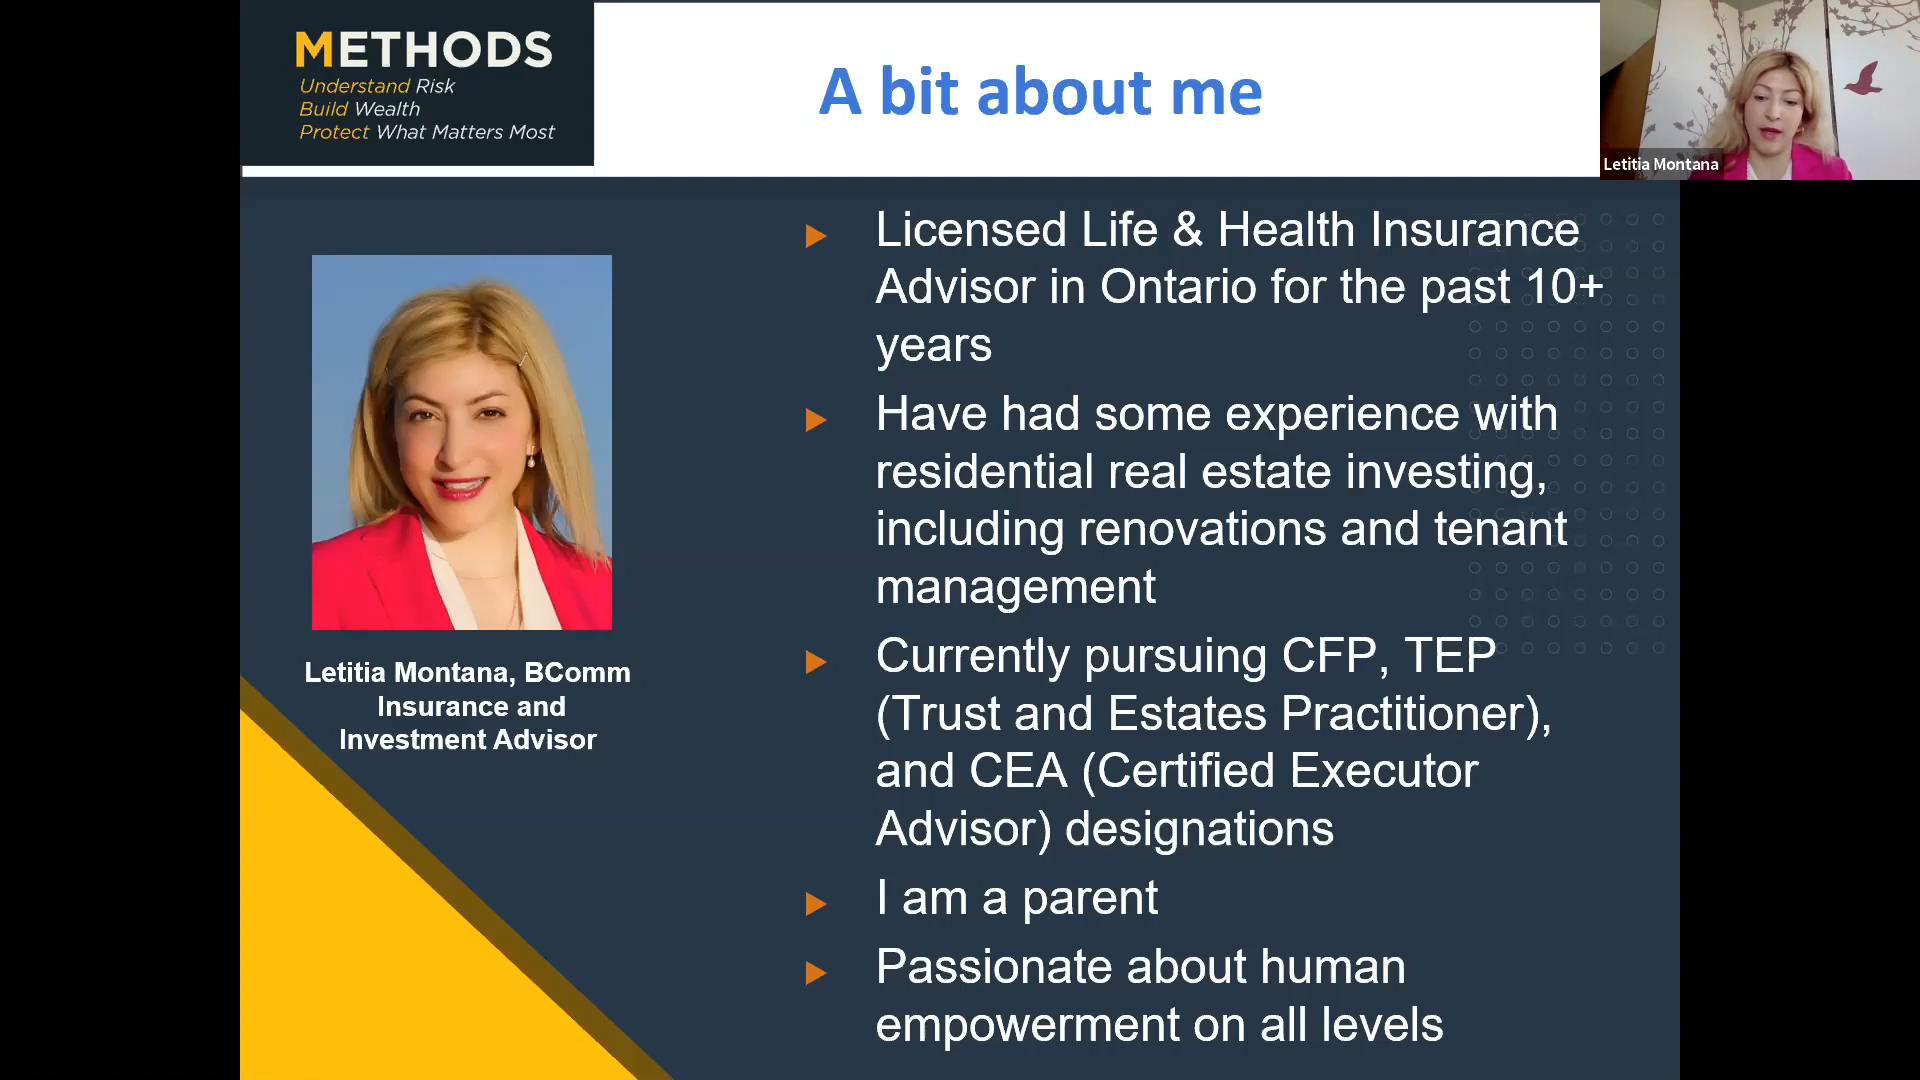 METHODS
Understand Risk
Build Wealth
Protect What Matters Most
A bit about me
Letitia Montana
Licensed Life & Health Insurance
Advisor in Ontario for the past 10+
years
Have had some experience with
residential real estate investing,
including renovations and tenant
management
Currently pursuing CFP, TEP
(Trust and Estates Practitioner),
and CEA (Certified Executor
Advisor) designations
I am a parent
Passionate about human
empowerment on all levels
Letitia Montana, BComm
Insurance and
Investment Advisor